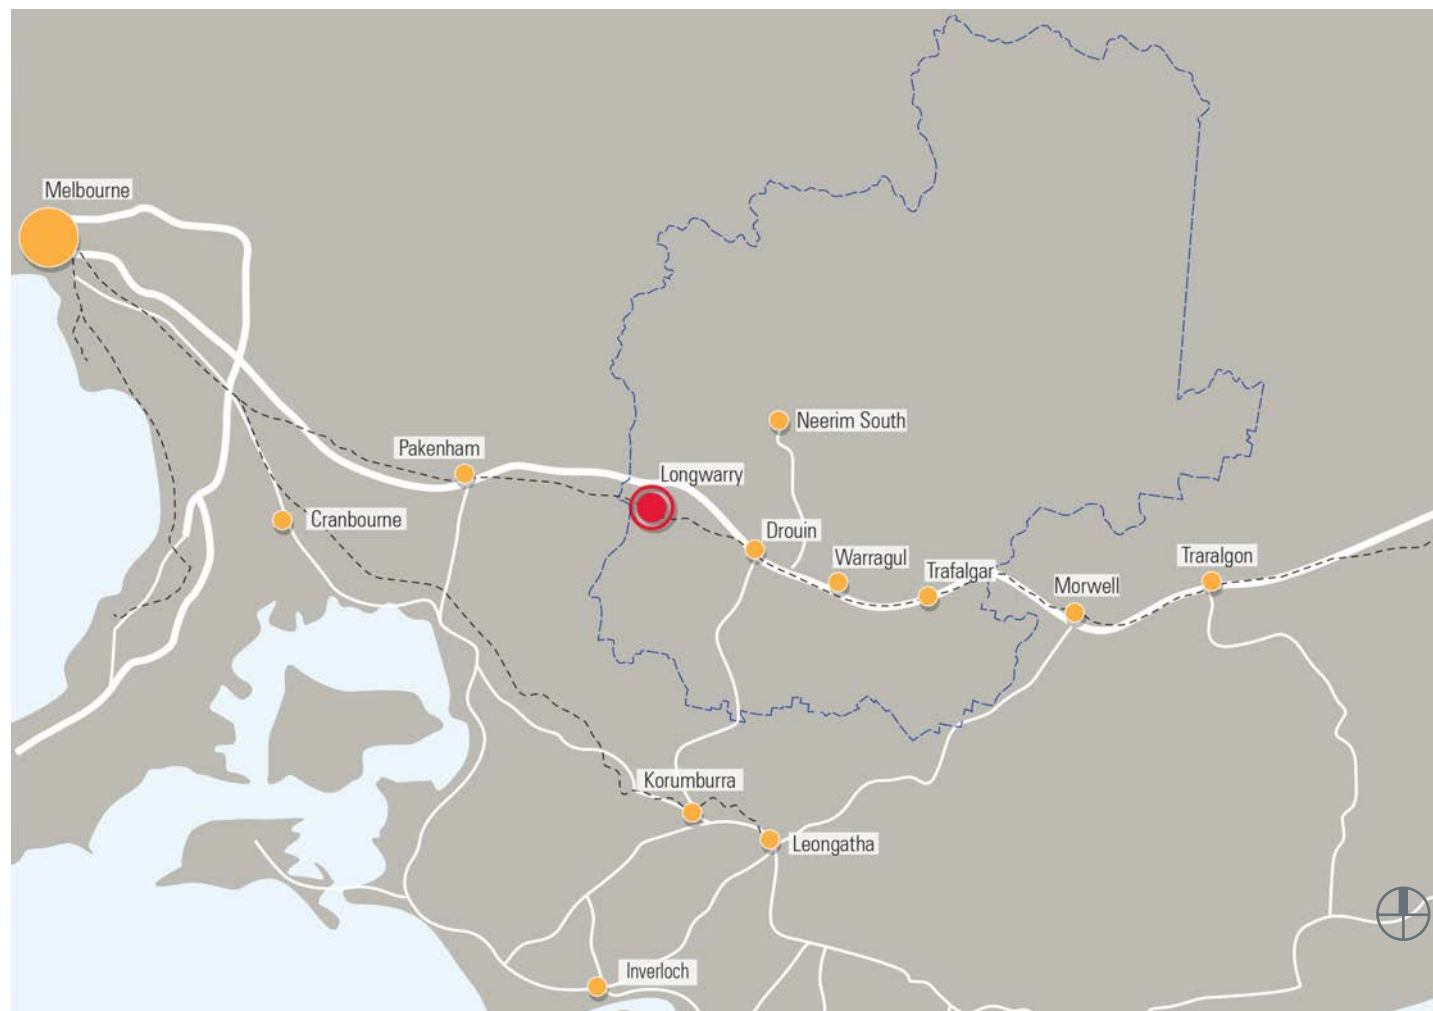 Melbourne
Neerim South
Pakenham
Longwarry
Cranbourne
Drouin
Warragul
Trafalgar
Traralgon
Morwell
Korumburra
Leongatha
Inverloch